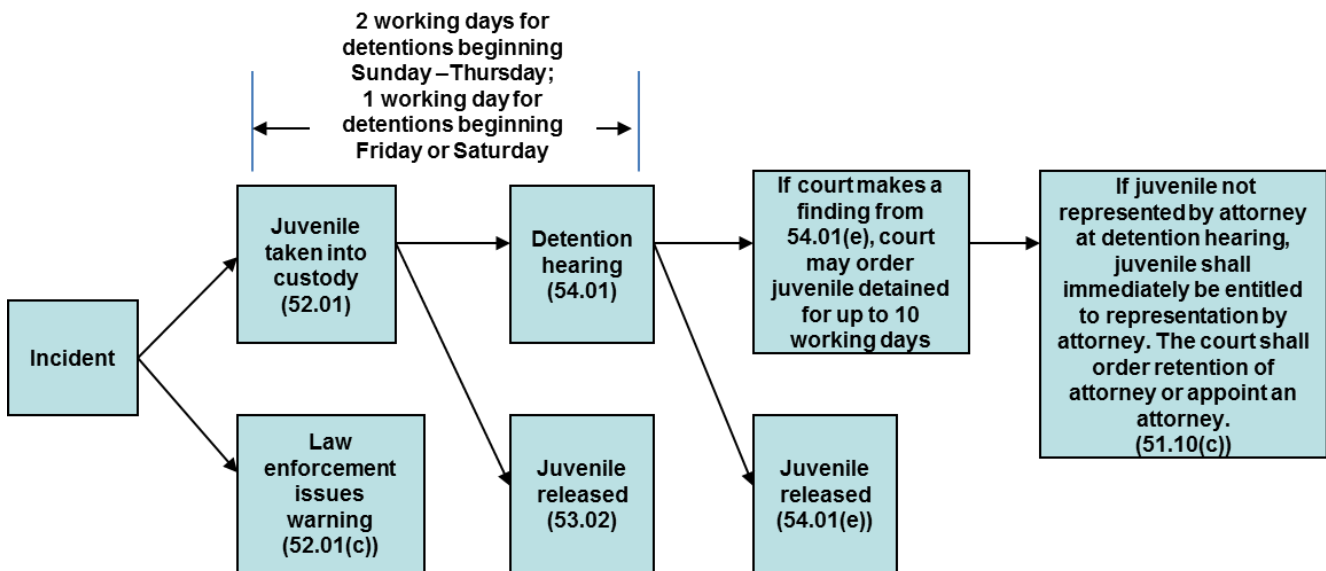 2 working days for
detentions beginning
Sunday –Thursday;
1 working day for
detentions beginning
Friday or Saturday
Incident
Juvenile
taken into
custody
(52.01)
Law
enforcement
issues
warning
(52.01(c))
Detention
hearing
(54.01)
Juvenile
released
(53.02)
If court makes a
finding from
54.01(e), court
may order
juvenile detained
for up to 10
working days
Juvenile
released
(54.01(e))
If juvenile not
represented by attorney
at detention hearing,
juvenile shall
immediately be entitled
to representation by
attorney. The court shall
order retention of
attorney or appoint an
attorney.
(51.10(c))